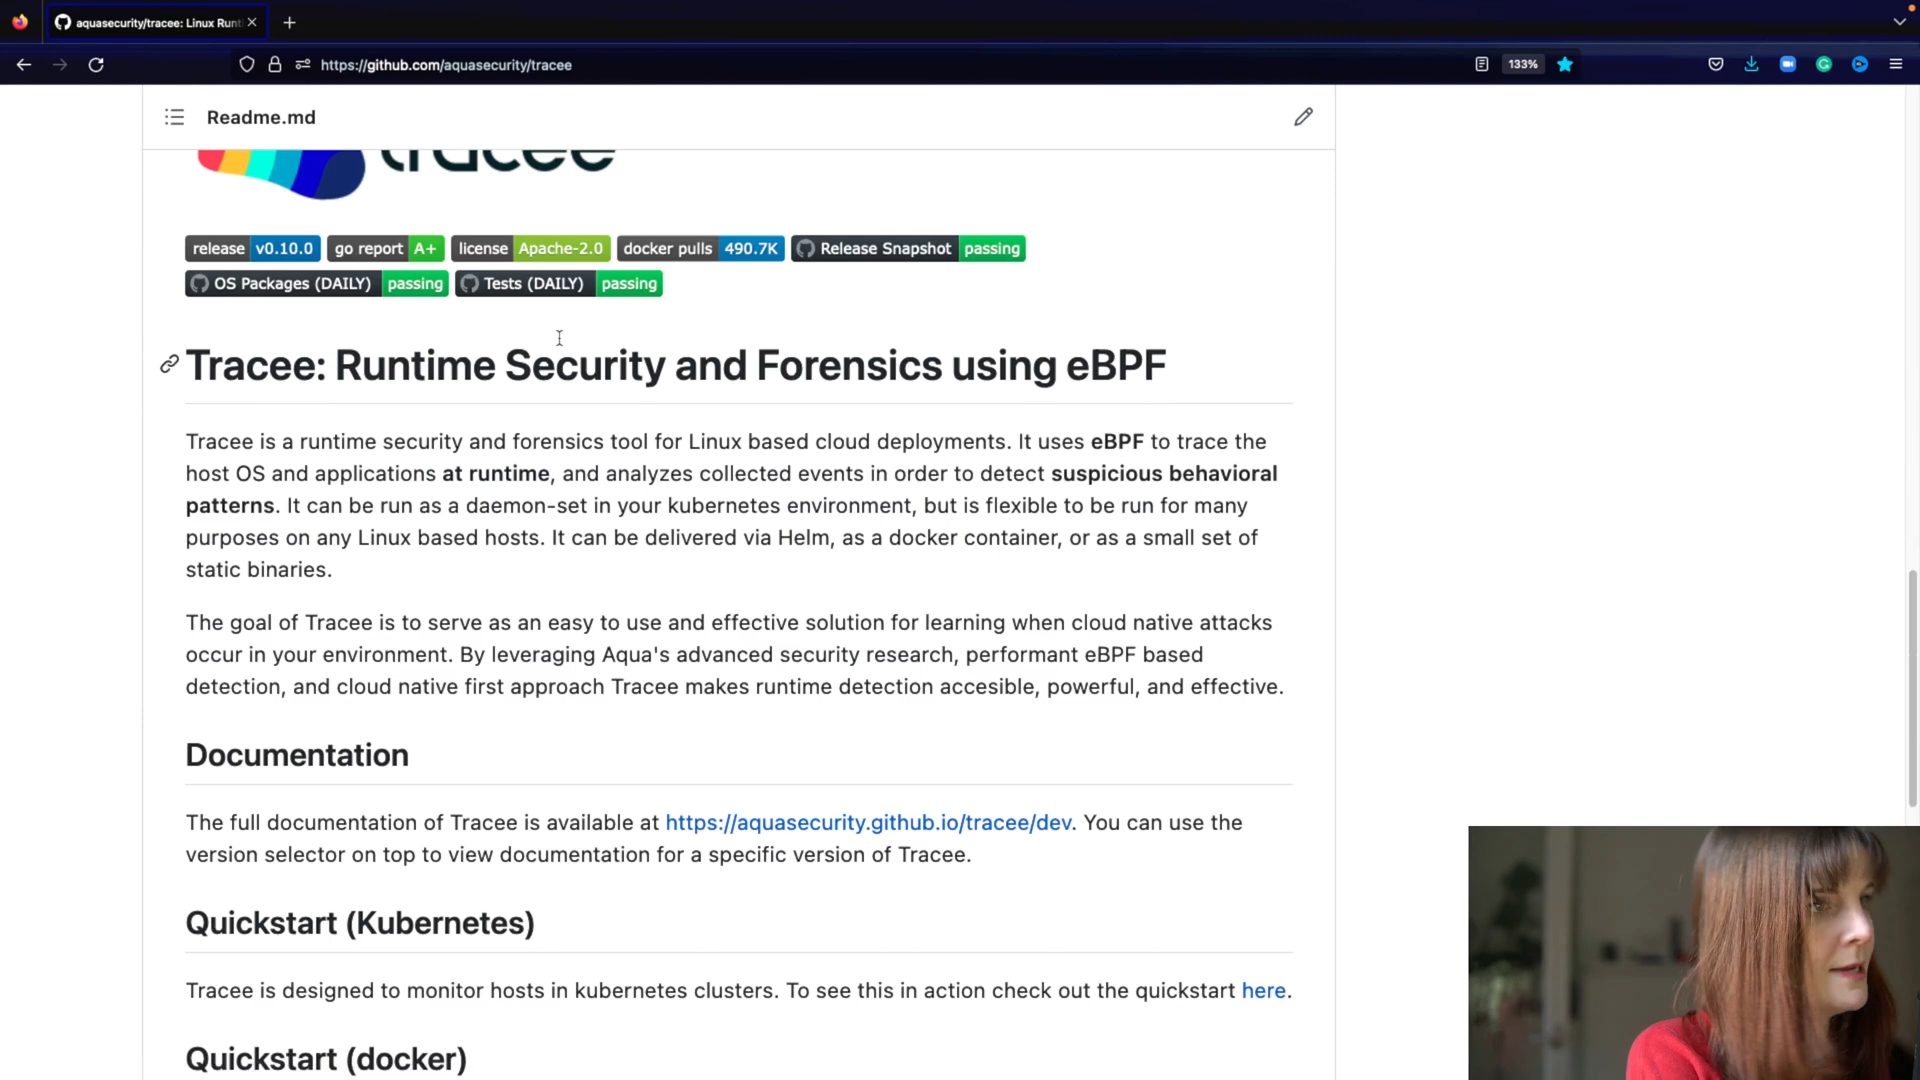 aquasecurity/tracee: Linux Runt
https://github.com/aquasecurity/tracee
133%
Readme.md
tracee
release v0.10.0 go report A+ license Apache-2.0 docker pulls 490.7K Release Snapshot passing
OS Packages (DAILY) passing Tests (DAILY) passing
Tracee: Runtime Security and Forensics using eBPF
Tracee is a runtime security and forensics tool for Linux based cloud deployments. It uses eBPF to trace the
host OS and applications at runtime, and analyzes collected events in order to detect suspicious behavioral
patterns. It can be run as a daemon-set in your kubernetes environment, but is flexible to be run for many
purposes on any Linux based hosts. It can be delivered via Helm, as a docker container, or as a small set of
static binaries.
The goal of Tracee is to serve as an easy to use and effective solution for learning when cloud native attacks
occur in your environment. By leveraging Aqua's advanced security research, performant eBPF based
detection, and cloud native first approach Tracee makes runtime detection accesible, powerful, and effective.
Documentation
The full documentation of Tracee is available at https://aquasecurity.github.io/tracee/dev. You can use the
version selector on top to view documentation for a specific version of Tracee.
Quickstart (Kubernetes)
Tracee is designed to monitor hosts in kubernetes clusters. To see this in action check out the quickstart here.
Quickstart (docker)